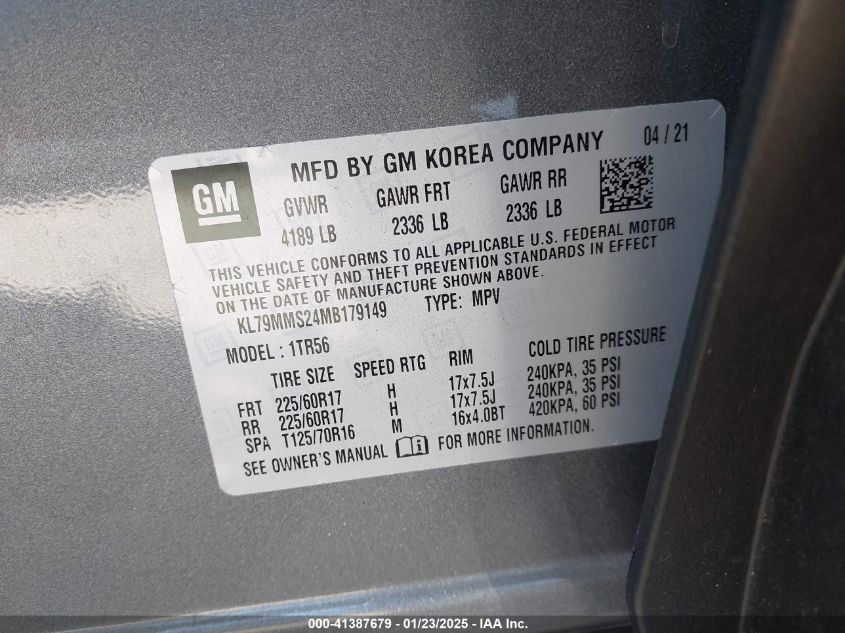 MFD BY GM KOREA COMPANY 04 / 21
GM
GVWR GAWR FRT GAWR RR
4189 LB 2336 LB 2336 LB
THIS VEHICLE CONFORMS TO ALL APPLICABLE U.S. FEDERAL MOTOR
VEHICLE SAFETY AND THEFT PREVENTION STANDARDS IN EFFECT
ON THE DATE OF MANUFACTURE SHOWN ABOVE.
KL79MMS24MB179149 TYPE: MPV
MODEL : 1TR56
TIRE SIZE SPEED RTG RIM COLD TIRE PRESSURE
FRT 225/60R17 H 17x7.5J 240KPA, 35 PSI
RR 225/60R17 H 17x7.5J 240KPA, 35 PSI
SPA T125/70R16 M 16x4.0BT 420KPA, 60 PSI
SEE OWNER'S MANUAL FOR MORE INFORMATION.
000-41387679 - 01/23/2025 - IAA Inc.